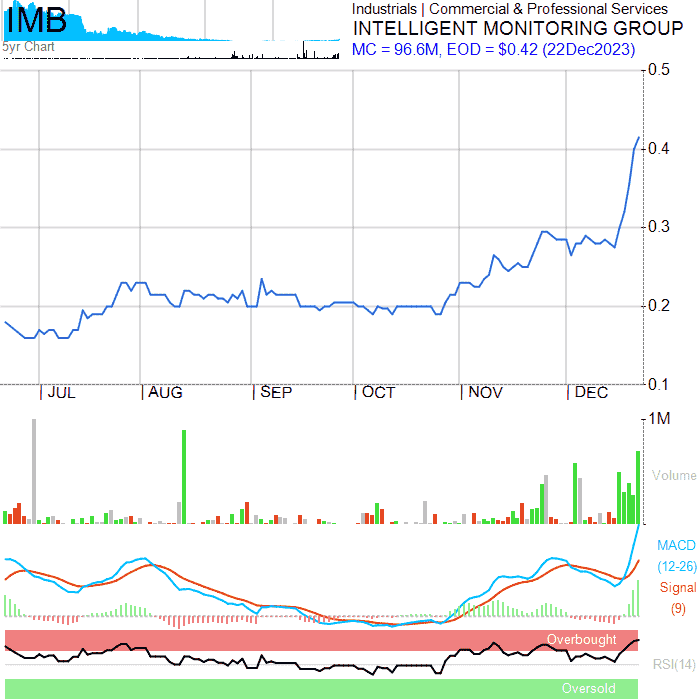 IMB
5yr Chart
Industrials | Commercial & Professional Services
INTELLIGENT MONITORING GROUP
MC = 96.6M, EOD = $0.42 (22Dec2023)
0.5
0.4
0.3
0.2
0.1
JUL AUG SEP OCT NOV DEC
1M
Volume
MACD
(12-26)
Signal
(9)
Overbought
RSI(14)
Oversold